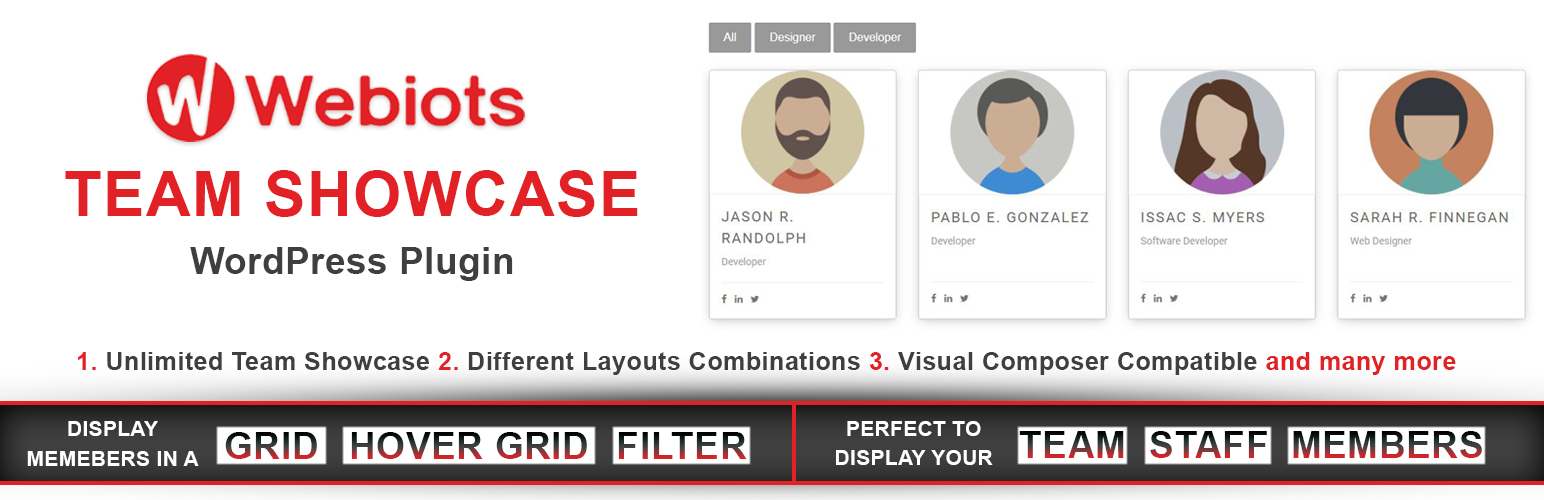 Webiots
TEAM SHOWCASE
WordPress Plugin
All Designer Developer
JASON R.
RANDOLPH
Developer
PABLO E. GONZALEZ
Developer
ISSAC S. MYERS
Software Developer
SARAH R. FINNEGAN
Web Designer
1. Unlimited Team Showcase 2. Different Layouts Combinations 3. Visual Composer Compatible and many more
DISPLAY
MEMEBERS IN A
GRID HOVER GRID FILTER
PERFECT TO
DISPLAY YOUR
TEAM STAFF MEMBERS